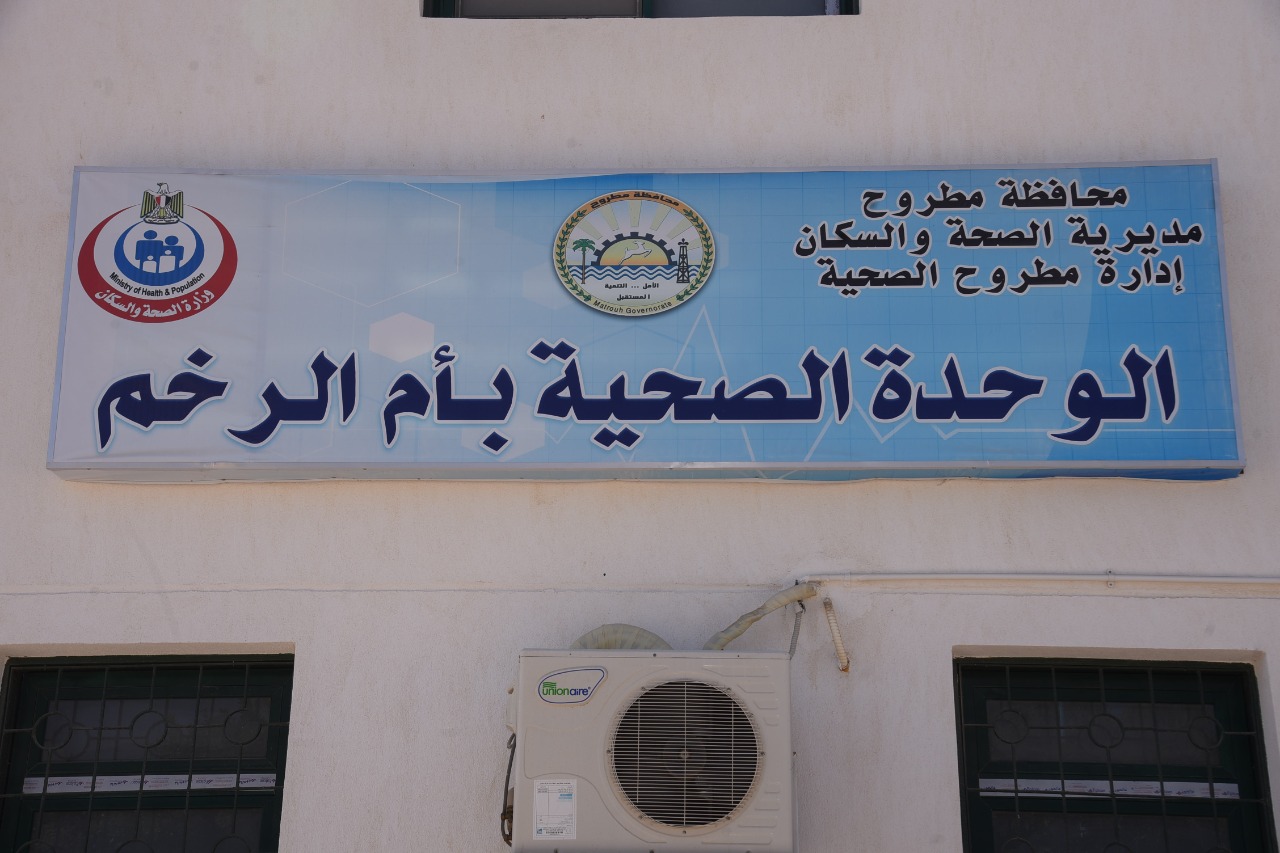 محافظة مطروح
مديرية الصحة والسكان
إدارة مطروح الصحية
محافظة مطروح
الأمل ... التنمية
المستقبل
Matrouh Governorate
Ministry of Health & Population
وزارة الصحة والسكان
الوحدة الصحية بأم الرخم
unionaire